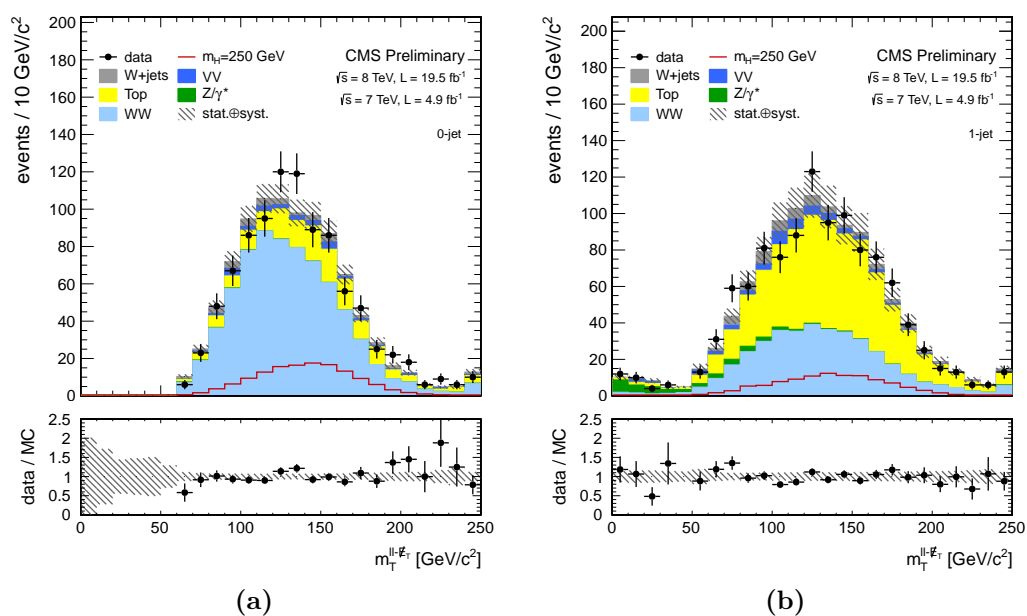 (a)
events / 10 GeV/c²
200
180
160
140
120
100
80
60
40
20
0
data
W+jets
Top
WW
m_H=250 GeV
VV
Z/γ*
stat.⊕syst.
CMS Preliminary
√s = 8 TeV, L = 19.5 fb⁻¹
√s = 7 TeV, L = 4.9 fb⁻¹
0-jet
data / MC
2.5
2
1.5
1
0.5
0
0 50 100 150 200 250
m_T^{ll-E̸_T} [GeV/c²]
(a)
(b)
events / 10 GeV/c²
200
180
160
140
120
100
80
60
40
20
0
data
W+jets
Top
WW
m_H=250 GeV
VV
Z/γ*
stat.⊕syst.
CMS Preliminary
√s = 8 TeV, L = 19.5 fb⁻¹
√s = 7 TeV, L = 4.9 fb⁻¹
1-jet
data / MC
2.5
2
1.5
1
0.5
0
0 50 100 150 200 250
m_T^{ll-E̸_T} [GeV/c²]
(b)